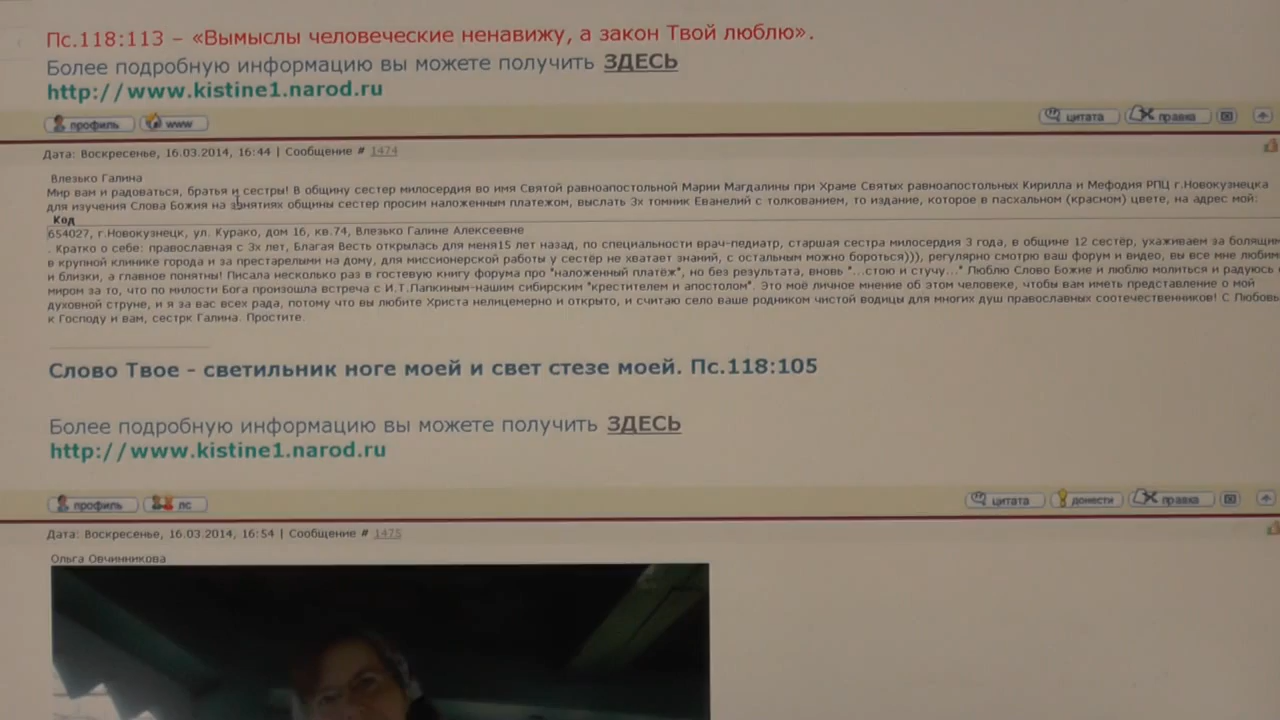 Пс.118:113 – «Вымыслы человеческие ненавижу, а закон Твой люблю».
Более подробную информацию вы можете получить ЗДЕСЬ
http://www.kistine1.narod.ru
профиль www цитата правка
Дата: Воскресенье, 16.03.2014, 16:44 | Сообщение # 1474
Влезько Галина
Мир вам и радоваться, братья и сестры! В общину сестер милосердия во имя Святой равноапостольной Марии Магдалины при Храме Святых равноапостольных Кирилла и Мефодия РПЦ г.Новокузнецка
для изучения Слова Божия на занятиях общины сестер просим наложенным платежом, выслать 3х томник Еванелий с толкованием, то издание, которое в пасхальном (красном) цвете, на адрес мой:
Код
654027, г.Новокузнецк, ул. Курако, дом 16, кв.74, Влезько Галине Алексеевне
. Кратко о себе: православная с 3х лет, Благая Весть открылась для меня15 лет назад, по специальности врач-педиатр, старшая сестра милосердия 3 года, в общине 12 сестёр, ухаживаем за болящим
в крупной клинике города и за престарелыми на дому, для миссионерской работы у сестёр не хватает знаний, с остальным можно бороться))), регулярно смотрю ваш форум и видео, вы все мне любим
и близки, а главное понятны! Писала несколько раз в гостевую книгу форума про "наложенный платеж", но без результата, вновь "...стою и стучу..." Люблю Слово Божие и люблю молиться и радуюсь
миром за то, что по милости Бога произошла встреча с И.Т.Лапкиным-нашим сибирским "крестителем и апостолом". Это моё личное мнение об этом человеке, чтобы вам иметь представление о мой
духовной струне, и я за вас всех рада, потому что вы любите Христа нелицемерно и открыто, и считаю село ваше родником чистой водицы для многих душ православных соотечественников! С Любовь
к Господу и вам, сестрк Галина. Простите.
Слово Твое - светильник ноге моей и свет стезе моей. Пс.118:105
Более подробную информацию вы можете получить ЗДЕСЬ
http://www.kistine1.narod.ru
профиль лс цитата донести правка
Дата: Воскресенье, 16.03.2014, 16:54 | Сообщение # 1475
Ольга Овчинникова